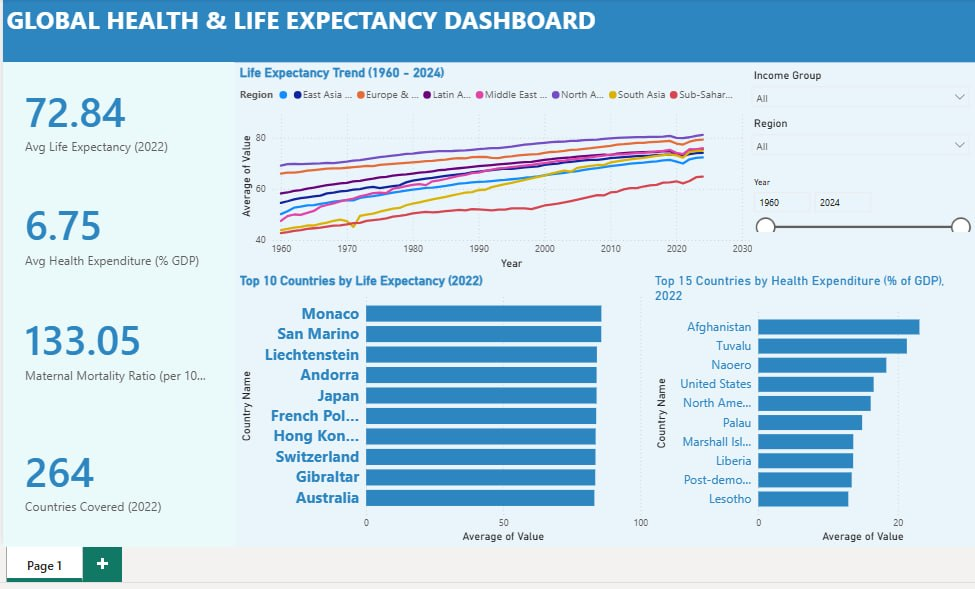 GLOBAL HEALTH & LIFE EXPECTANCY DASHBOARD
72.84
Avg Life Expectancy (2022)
6.75
Avg Health Expenditure (% GDP)
133.05
Maternal Mortality Ratio (per 10...
264
Countries Covered (2022)
Life Expectancy Trend (1960 - 2024)
Region East Asia ... Europe & ... Latin A... Middle East ... North A... South Asia Sub-Sahar...
Average of Value
80
60
40
1960 1970 1980 1990 2000 2010 2020 2030
Year
Income Group
All
Region
All
Year
1960 2024
Top 10 Countries by Life Expectancy (2022)
Country Name
Monaco
San Marino
Liechtenstein
Andorra
Japan
French Pol...
Hong Kon...
Switzerland
Gibraltar
Australia
0 50 100
Average of Value
Top 15 Countries by Health Expenditure (% of GDP),
2022
Country Name
Afghanistan
Tuvalu
Naoero
United States
North Ame...
Palau
Marshall Isl...
Liberia
Post-demo...
Lesotho
0 20
Average of Value
Page 1
+